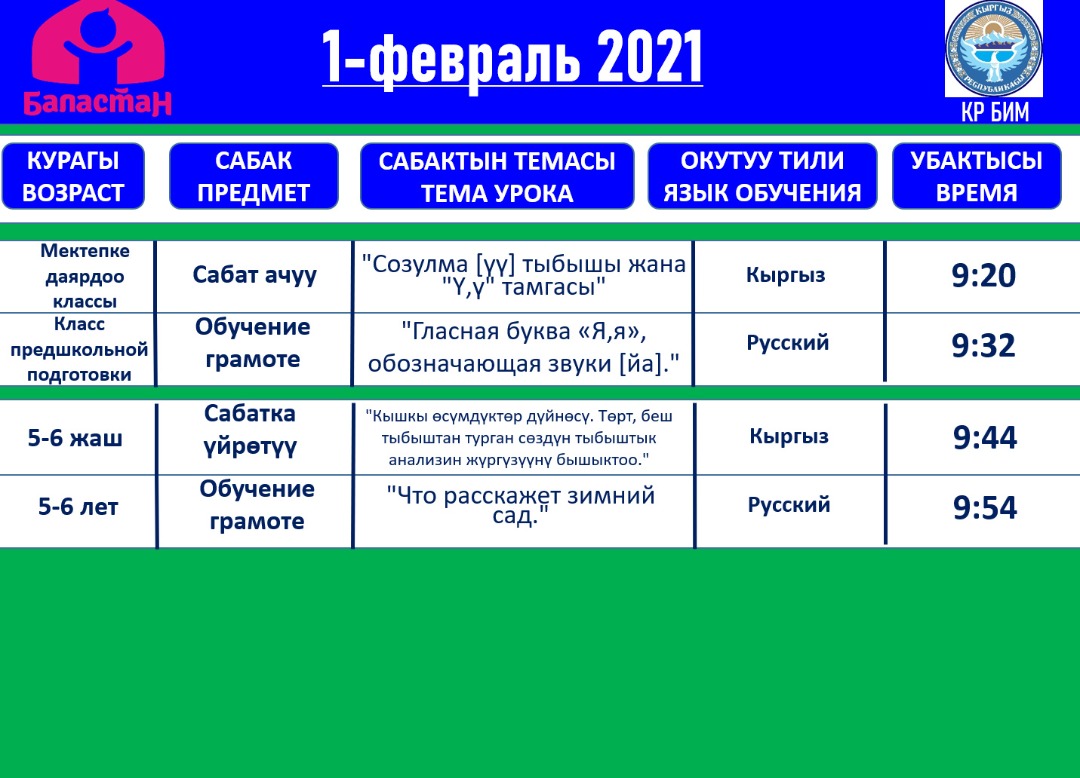 Баластан
1-февраль 2021
КЫРГЫЗ
РЕСПУБЛИКАСЫ
КР БИМ
КУРАГЫ
ВОЗРАСТ
САБАК
ПРЕДМЕТ
САБАКТЫН ТЕМАСЫ
ТЕМА УРОКА
ОКУТУУ ТИЛИ
ЯЗЫК ОБУЧЕНИЯ
УБАКТЫСЫ
ВРЕМЯ
Мектепке
даярдоо
классы
Сабат ачуу
"Созулма [үү] тыбышы жана
"Ү,ү" тамгасы"
Кыргыз
9:20
Класс
предшкольной
подготовки
Обучение
грамоте
"Гласная буква «Я,я»,
обозначающая звуки [йа]."
Русский
9:32
5-6 жаш
Сабатка
үйрөтүү
"Кышкы өсүмдүктөр дүйнөсү. Төрт, беш
тыбыштан турган сөздүн тыбыштык
анализин жүргүзүүнү бышыктоо."
Кыргыз
9:44
5-6 лет
Обучение
грамоте
"Что расскажет зимний
сад."
Русский
9:54